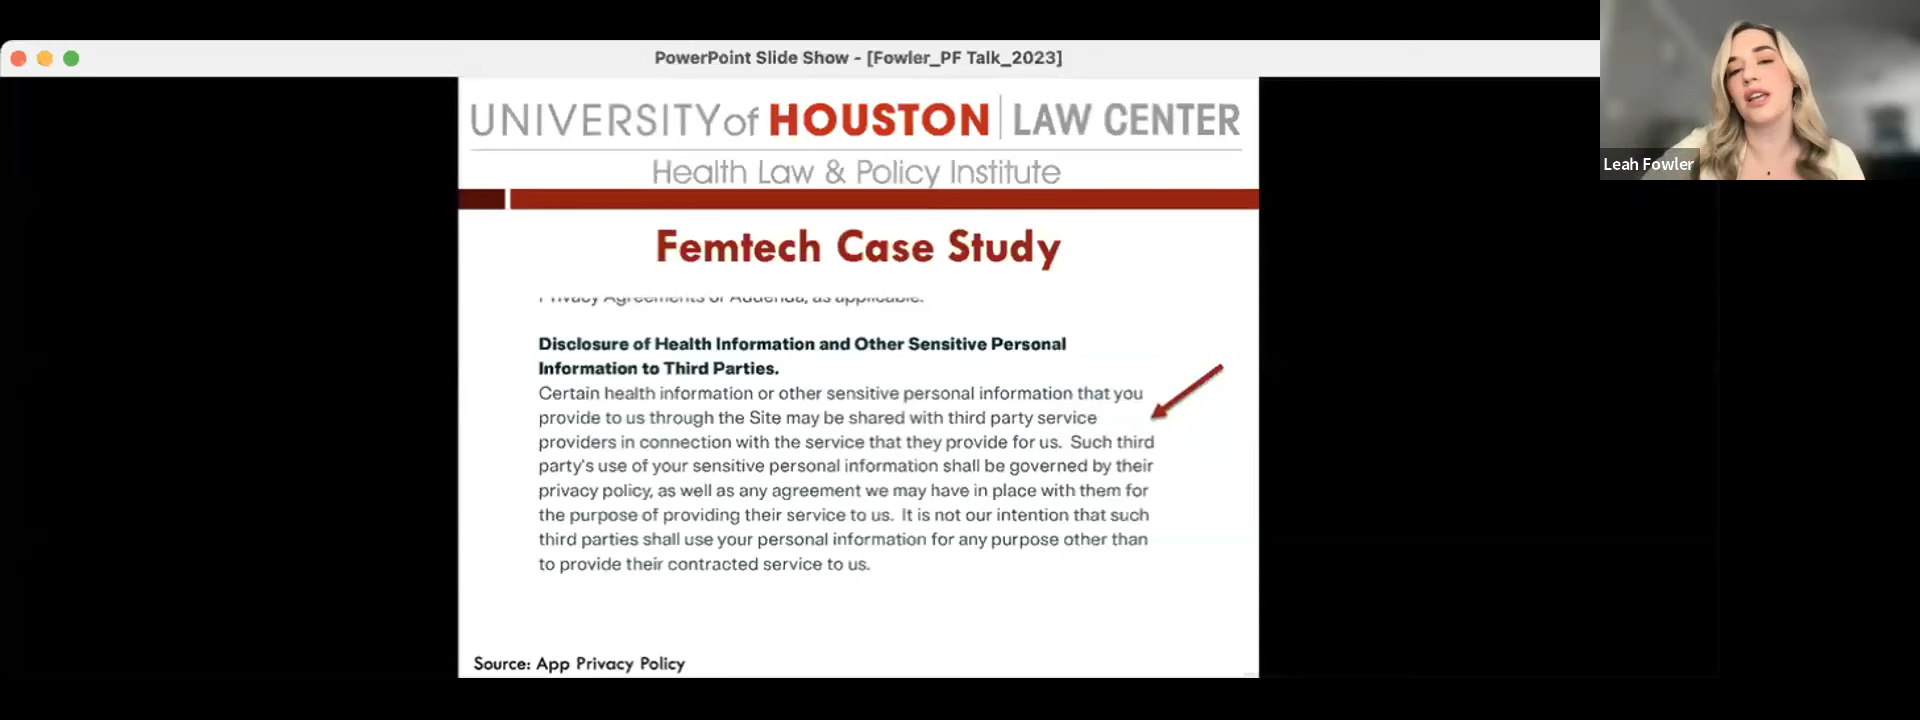 PowerPoint Slide Show - [Fowler_PF Talk_2023]
Leah Fowler
UNIVERSITY of HOUSTON | LAW CENTER
Health Law & Policy Institute
Femtech Case Study
Privacy Agreements or Addenda, as applicable.
Disclosure of Health Information and Other Sensitive Personal
Information to Third Parties.
Certain health information or other sensitive personal information that you
provide to us through the Site may be shared with third party service
providers in connection with the service that they provide for us. Such third
party's use of your sensitive personal information shall be governed by their
privacy policy, as well as any agreement we may have in place with them for
the purpose of providing their service to us. It is not our intention that such
third parties shall use your personal information for any purpose other than
to provide their contracted service to us.
Source: App Privacy Policy